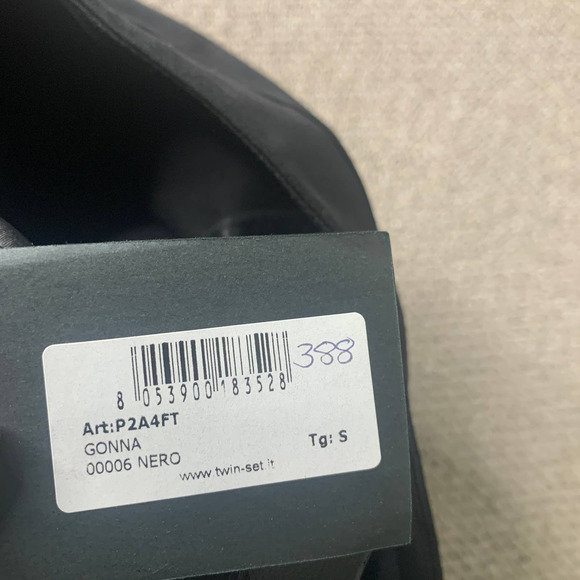 388
8 053900 183528
Art:P2A4FT
GONNA
00006 NERO
Tg: S
www.twin-set.it